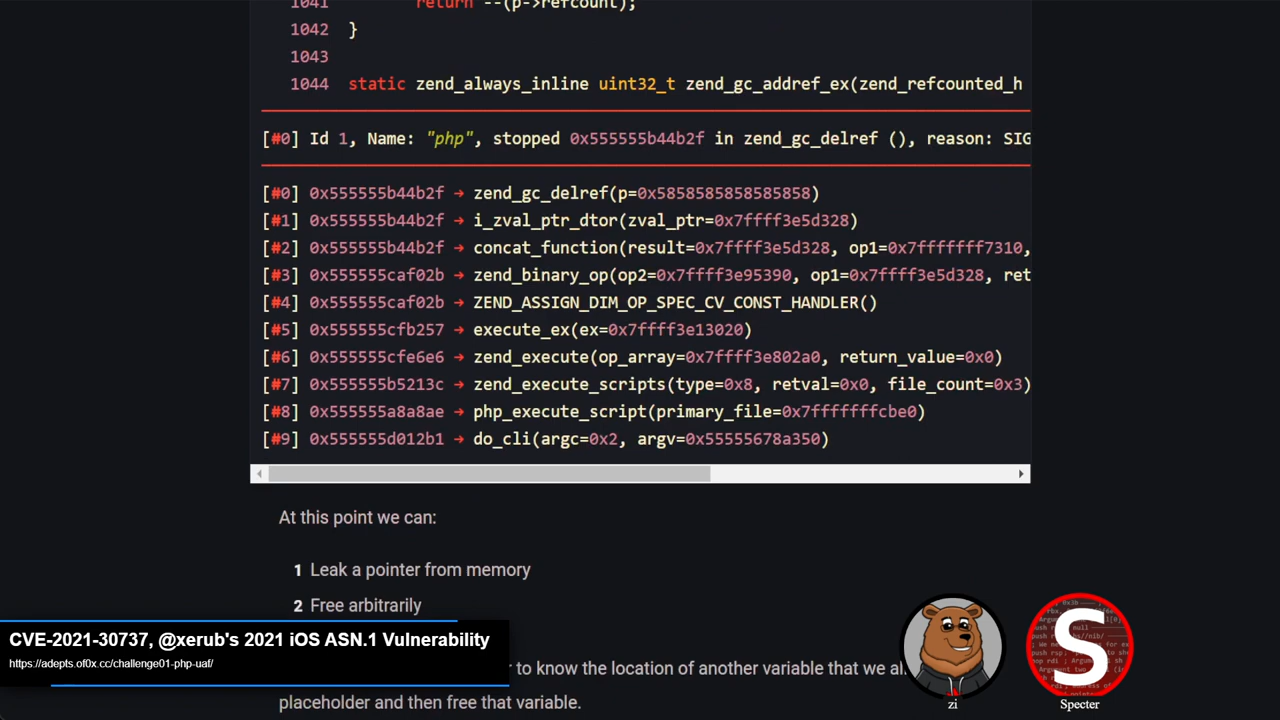 1041 return --(p->refcount);
1042 }
1043
1044 static zend_always_inline uint32_t zend_gc_addref_ex(zend_refcounted_h
[#0] Id 1, Name: "php", stopped 0x555555b44b2f in zend_gc_delref (), reason: SIG
[#0] 0x555555b44b2f → zend_gc_delref(p=0x5858585858585858)
[#1] 0x555555b44b2f → i_zval_ptr_dtor(zval_ptr=0x7ffff3e5d328)
[#2] 0x555555b44b2f → concat_function(result=0x7ffff3e5d328, op1=0x7fffffff7310,
[#3] 0x555555caf02b → zend_binary_op(op2=0x7ffff3e95390, op1=0x7ffff3e5d328, ret
[#4] 0x555555caf02b → ZEND_ASSIGN_DIM_OP_SPEC_CV_CONST_HANDLER()
[#5] 0x555555cfb257 → execute_ex(ex=0x7ffff3e13020)
[#6] 0x555555cfe6e6 → zend_execute(op_array=0x7ffff3e802a0, return_value=0x0)
[#7] 0x555555b5213c → zend_execute_scripts(type=0x8, retval=0x0, file_count=0x3)
[#8] 0x555555a8a8ae → php_execute_script(primary_file=0x7fffffffcbe0)
[#9] 0x555555d012b1 → do_cli(argc=0x2, argv=0x55555678a350)
At this point we can:
1 Leak a pointer from memory
2 Free arbitrarily
CVE-2021-30737, @xerub's 2021 iOS ASN.1 Vulnerability
https://adepts.of0x.cc/challenge01-php-uaf/
to know the location of another variable that we
placeholder and then free that variable.
S
zi
Specter